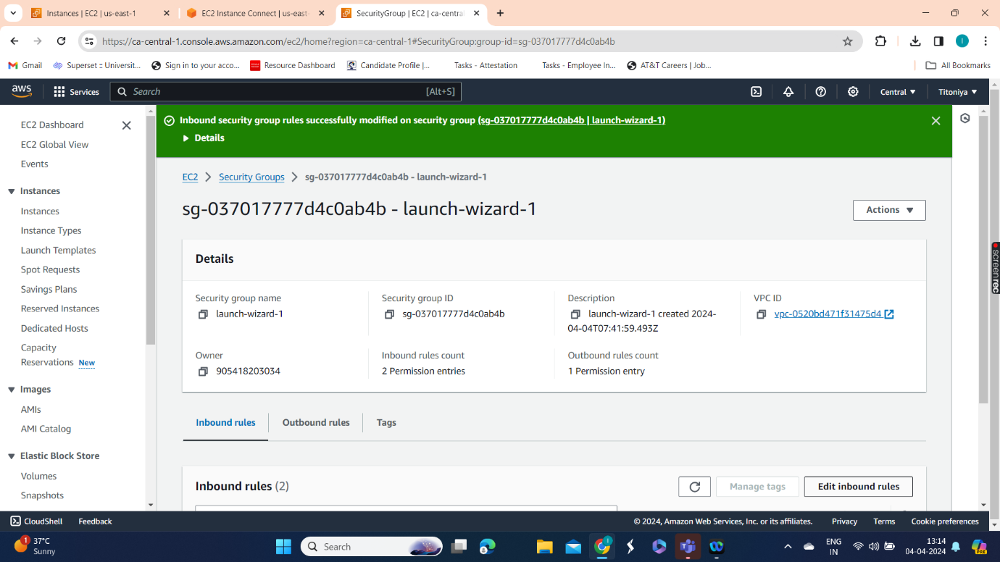 Instances | EC2 | us-east-1
EC2 Instance Connect | us-east-
SecurityGroup | EC2 | ca-central
https://ca-central-1.console.aws.amazon.com/ec2/home?region=ca-central-1#SecurityGroup:group-id=sg-037017777d4c0ab4b
I
Gmail
Superset :: Universit...
Sign in to your acco...
Resource Dashboard
Candidate Profile |...
Tasks - Attestation
Tasks - Employee In...
AT&T Careers | Job...
All Bookmarks
aws
Services
Search
[Alt+S]
Central
Titoniya
EC2 Dashboard
EC2 Global View
Events
Instances
Instances
Instance Types
Launch Templates
Spot Requests
Savings Plans
Reserved Instances
Dedicated Hosts
Capacity
Reservations New
Images
AMIs
AMI Catalog
Elastic Block Store
Volumes
Snapshots
Inbound security group rules successfully modified on security group (sg-037017777d4c0ab4b | launch-wizard-1)
Details
EC2 > Security Groups > sg-037017777d4c0ab4b - launch-wizard-1
sg-037017777d4c0ab4b - launch-wizard-1
Actions
Details
Security group name
launch-wizard-1
Security group ID
sg-037017777d4c0ab4b
Description
launch-wizard-1 created 2024-
04-04T07:41:59.493Z
VPC ID
vpc-0520bd471f31475d4
Owner
905418203034
Inbound rules count
2 Permission entries
Outbound rules count
1 Permission entry
Inbound rules
Outbound rules
Tags
Inbound rules (2)
Manage tags
Edit inbound rules
screenrec
CloudShell
Feedback
© 2024, Amazon Web Services, Inc. or its affiliates.
Privacy
Terms
Cookie preferences
1
37°C
Sunny
Search
ENG
IN
13:14
04-04-2024
PRE